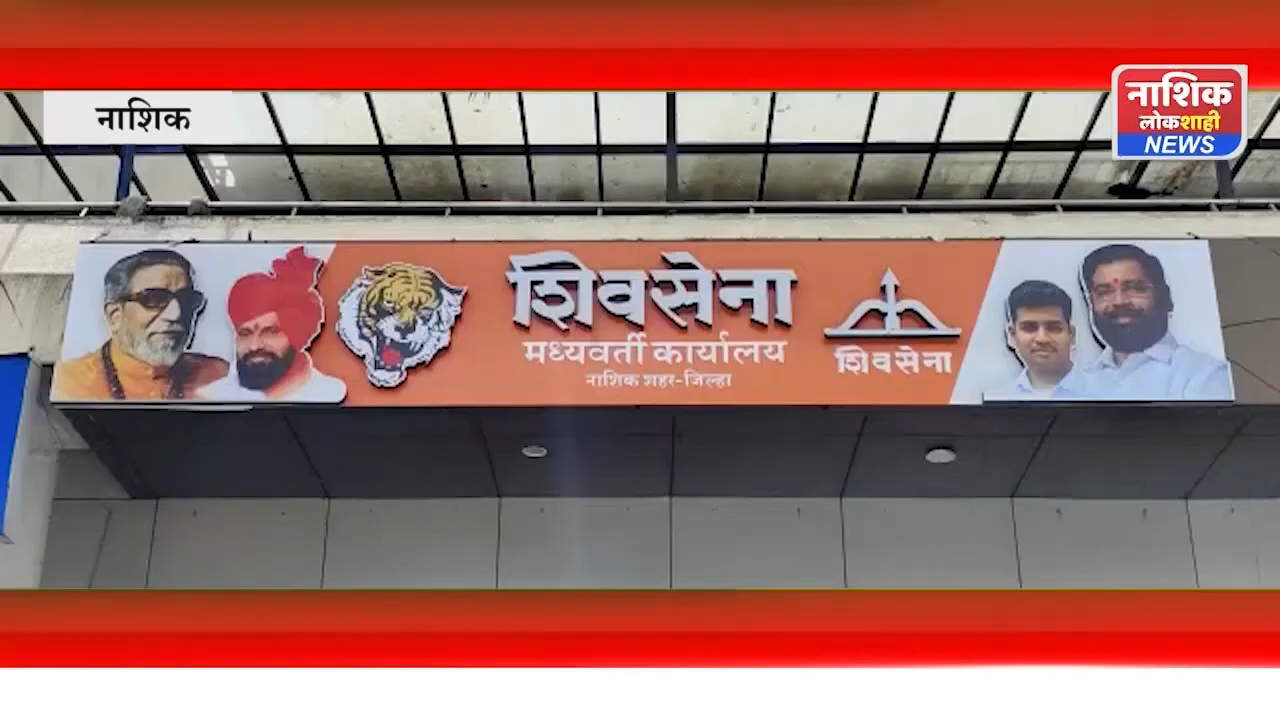 नाशिक
नाशिक
लोकशाही
NEWS
शिवसेना
मध्यवर्ती कार्यालय
नाशिक शहर-जिल्हा
शिवसेना